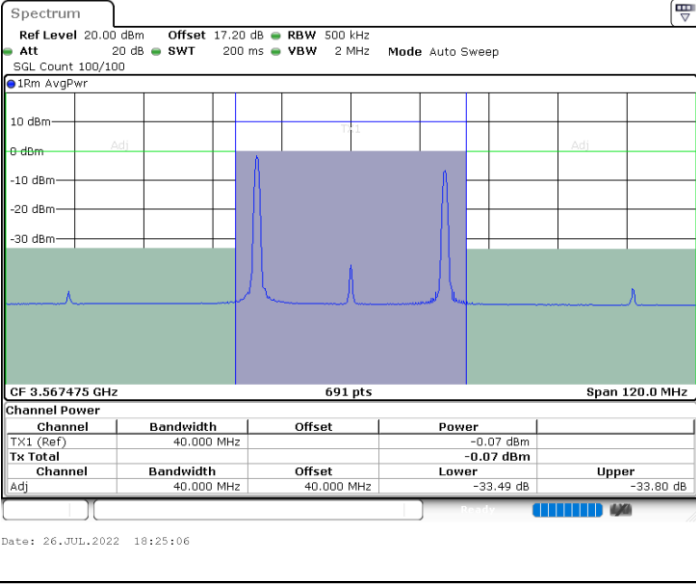 Spectrum
Ref Level 20.00 dBm Offset 17.20 dB RBW 500 kHz
Att 20 dB SWT 200 ms VBW 2 MHz Mode Auto Sweep
SGL Count 100/100
1Rm AvgPwr
10 dBm
Tx1
Adj
Adj
0 dBm
-10 dBm
-20 dBm
-30 dBm
CF 3.567475 GHz 691 pts Span 120.0 MHz
Channel Power
Channel Bandwidth Offset Power
TX1 (Ref) 40.000 MHz -0.07 dBm
Tx Total -0.07 dBm
Channel Bandwidth Offset Lower Upper
Adj 40.000 MHz 40.000 MHz -33.49 dB -33.80 dB
Ready
Date: 26.JUL.2022 18:25:06